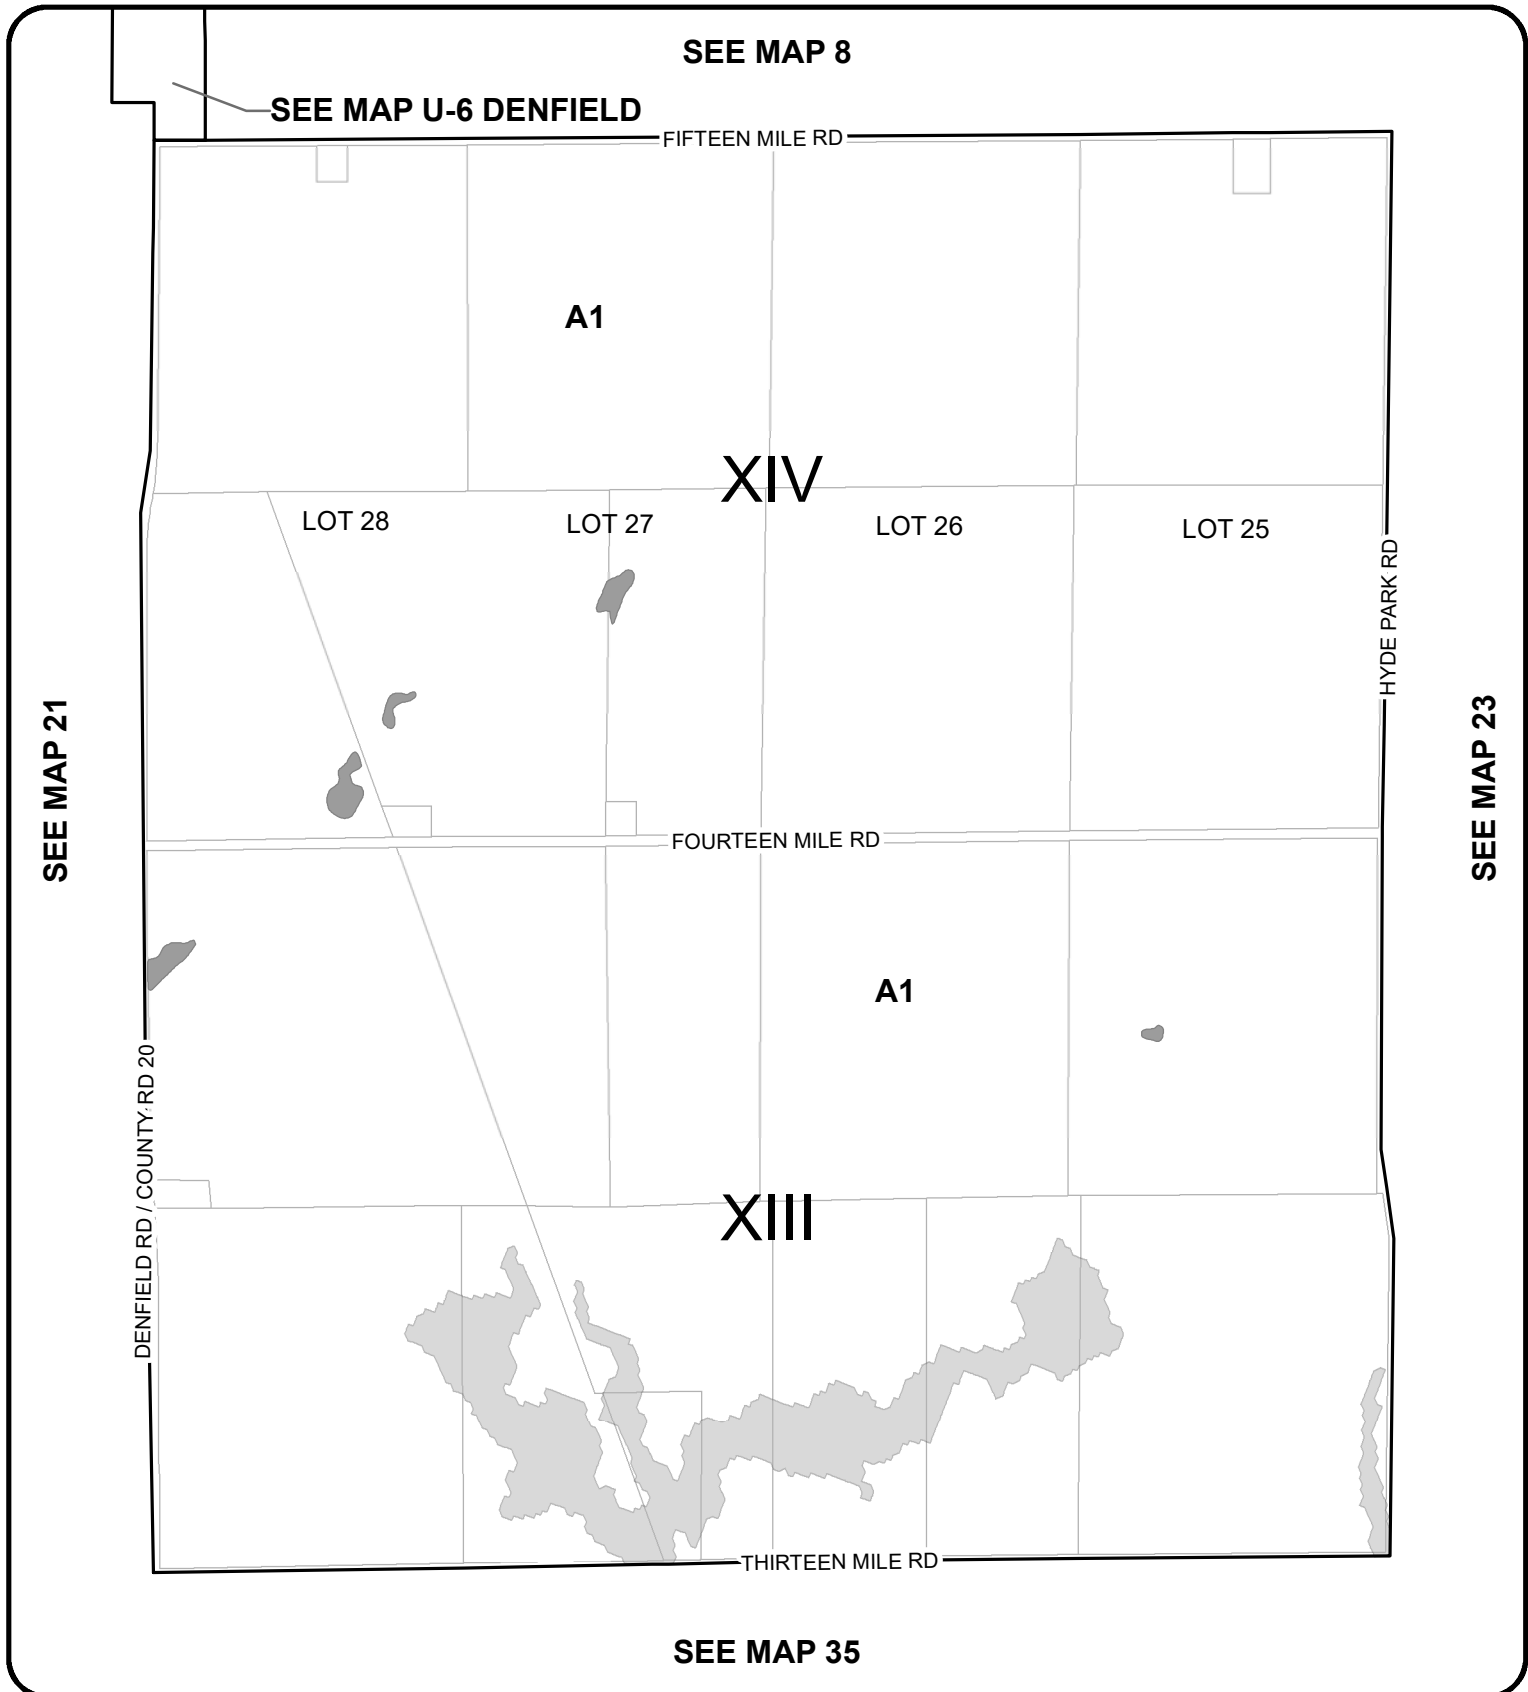 SEE MAP 8
SEE MAP U-6 DENFIELD
FIFTEEN MILE RD
A1
XIV
LOT 28
LOT 27
LOT 26
LOT 25
HYDE PARK RD
SEE MAP 21
SEE MAP 23
FOURTEEN MILE RD
A1
DENFIELD RD / COUNTY RD 20
XIII
THIRTEEN MILE RD
SEE MAP 35